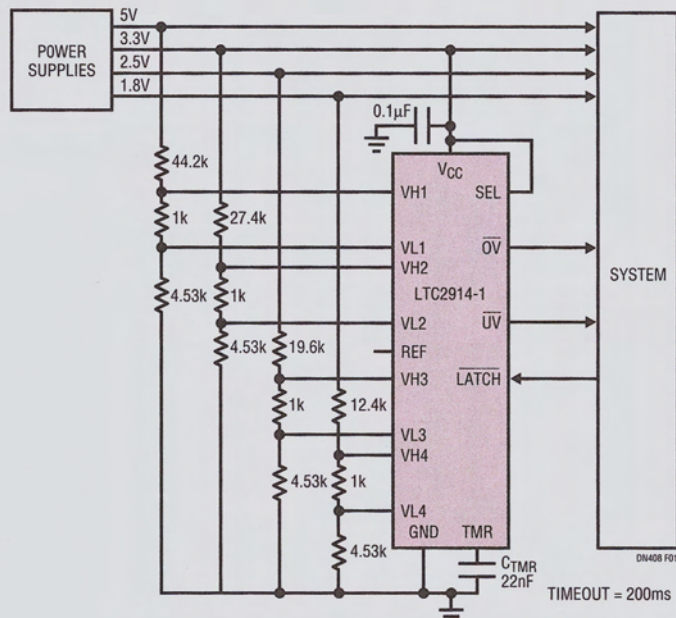 5V
3.3V
2.5V
1.8V
POWER
SUPPLIES
0.1µF
44.2k
1k
4.53k
27.4k
1k
4.53k
19.6k
1k
4.53k
12.4k
1k
4.53k
VCC
VH1
SEL
VL1
OV
VH2
LTC2914-1
VL2
UV
REF
VH3
LATCH
VL3
VH4
VL4
GND
TMR
SYSTEM
CTMR
22nF
DN408 F01
TIMEOUT = 200ms